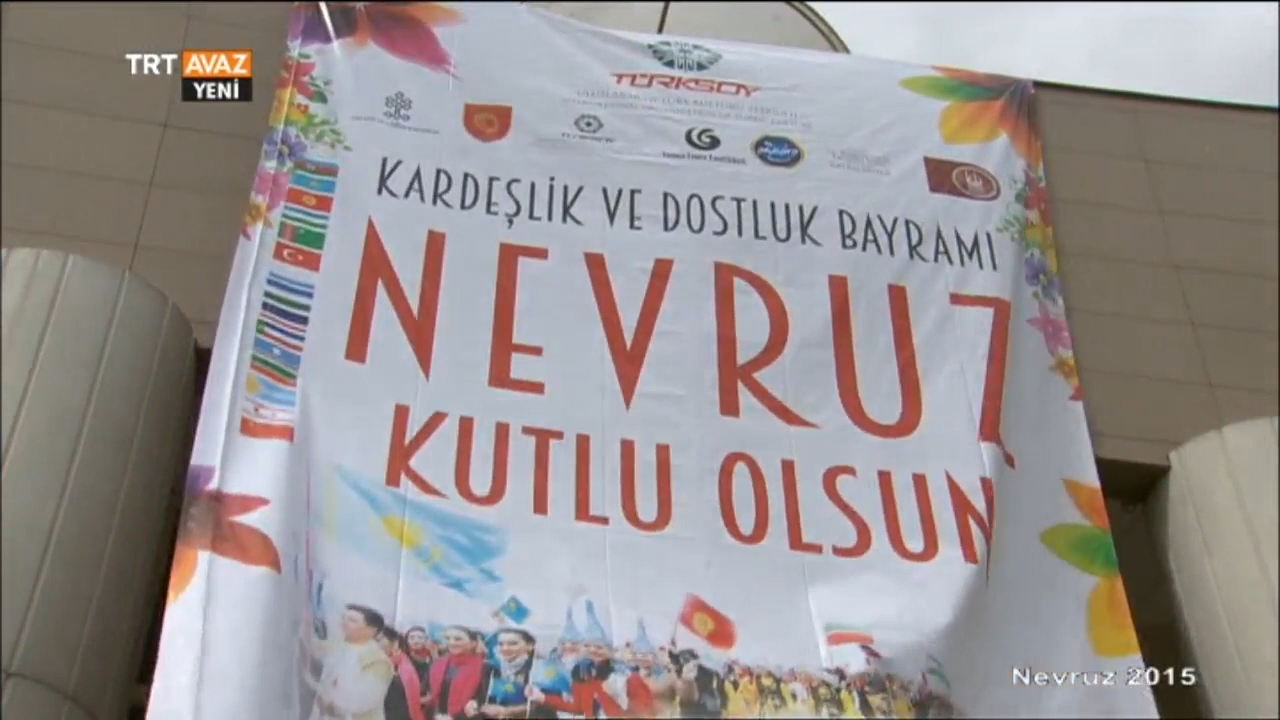 TRT AVAZ
YENİ
TÜRKSOY
KARDEŞLİK VE DOSTLUK BAYRAMI
NEVRUZ
KUTLU OLSUN
Nevruz 2015